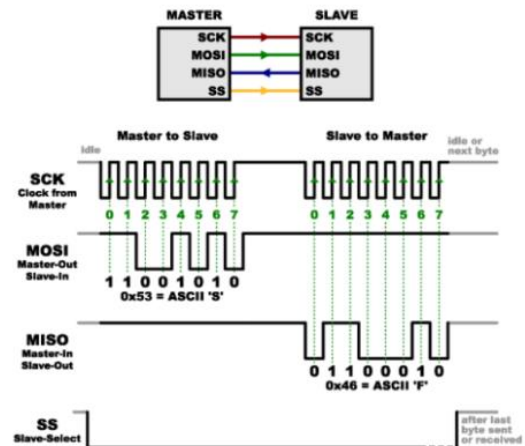 MASTER SLAVE
SCK SCK
MOSI MOSI
MISO MISO
SS SS
Master to Slave Slave to Master
Idle idle or
next byte
SCK
Clock from
Master
0 1 2 3 4 5 6 7 0 1 2 3 4 5 6 7
MOSI
Master-Out
Slave-In
1 1 0 0 1 0 1 0
0x53 = ASCII 'S'
MISO
Master-In
Slave-Out
0 1 1 0 0 0 1 0
0x46 = ASCII 'F'
SS
Slave-Select
after last
byte sent
or received